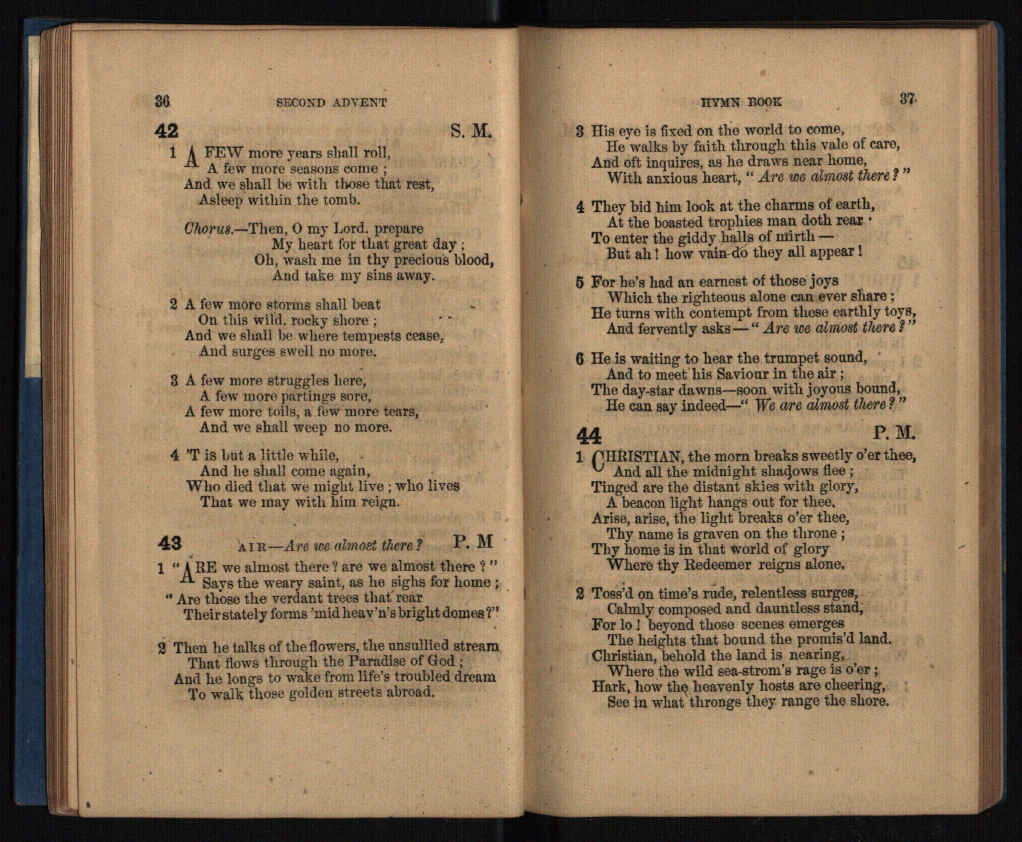 36
SECOND ADVENT
42 S. M.
1 A FEW more years shall roll,
A few more seasons come ;
And we shall be with those that rest,
Asleep within the tomb.
Chorus.—Then, O my Lord. prepare
My heart for that great day ;
Oh, wash me in thy precious blood,
And take my sins away.
2 A few more storms shall beat
On this wild. rocky shore ;
And we shall be where tempests cease,
And surges swell no more.
3 A few more struggles here,
A few more partings sore,
A few more toils, a few more tears,
And we shall weep no more.
4 'T is but a little while,
And he shall come again,
Who died that we might live ; who lives
That we may with him reign.
43 AIR—Are we almost there ? P. M
1 "ARE we almost there ? are we almost there ? "
Says the weary saint, as he sighs for home ;
" Are those the verdant trees that rear
Their stately forms 'mid heav'n's bright domes ?"
2 Then he talks of the flowers, the unsullied stream
That flows through the Paradise of God ;
And he longs to wake from life's troubled dream
To walk those golden streets abroad.
HYMN BOOK
37
3 His eye is fixed on the world to come,
He walks by faith through this vale of care,
And oft inquires, as he draws near home,
With anxious heart, " Are we almost there ? "
4 They bid him look at the charms of earth,
At the boasted trophies man doth rear
To enter the giddy halls of mirth —
But ah ! how vain do they all appear !
5 For he's had an earnest of those joys
Which the righteous alone can ever share ;
He turns with contempt from these earthly toys,
And fervently asks — " Are we almost there ? "
6 He is waiting to hear the trumpet sound,
And to meet his Saviour in the air ;
The day-star dawns—soon with joyous bound,
He can say indeed—" We are almost there ? "
44 P. M.
1 CHRISTIAN, the morn breaks sweetly o'er thee,
And all the midnight shadows flee ;
Tinged are the distant skies with glory,
A beacon light hangs out for thee.
Arise, arise, the light breaks o'er thee,
Thy name is graven on the throne ;
Thy home is in that world of glory
Where thy Redeemer reigns alone.
2 Toss'd on time's rude, relentless surges,
Calmly composed and dauntless stand,
For lo ! beyond those scenes emerges
The heights that bound the promis'd land.
Christian, behold the land is nearing,
Where the wild sea-strom's rage is o'er ;
Hark, how the heavenly hosts are cheering,
See in what throngs they range the shore.